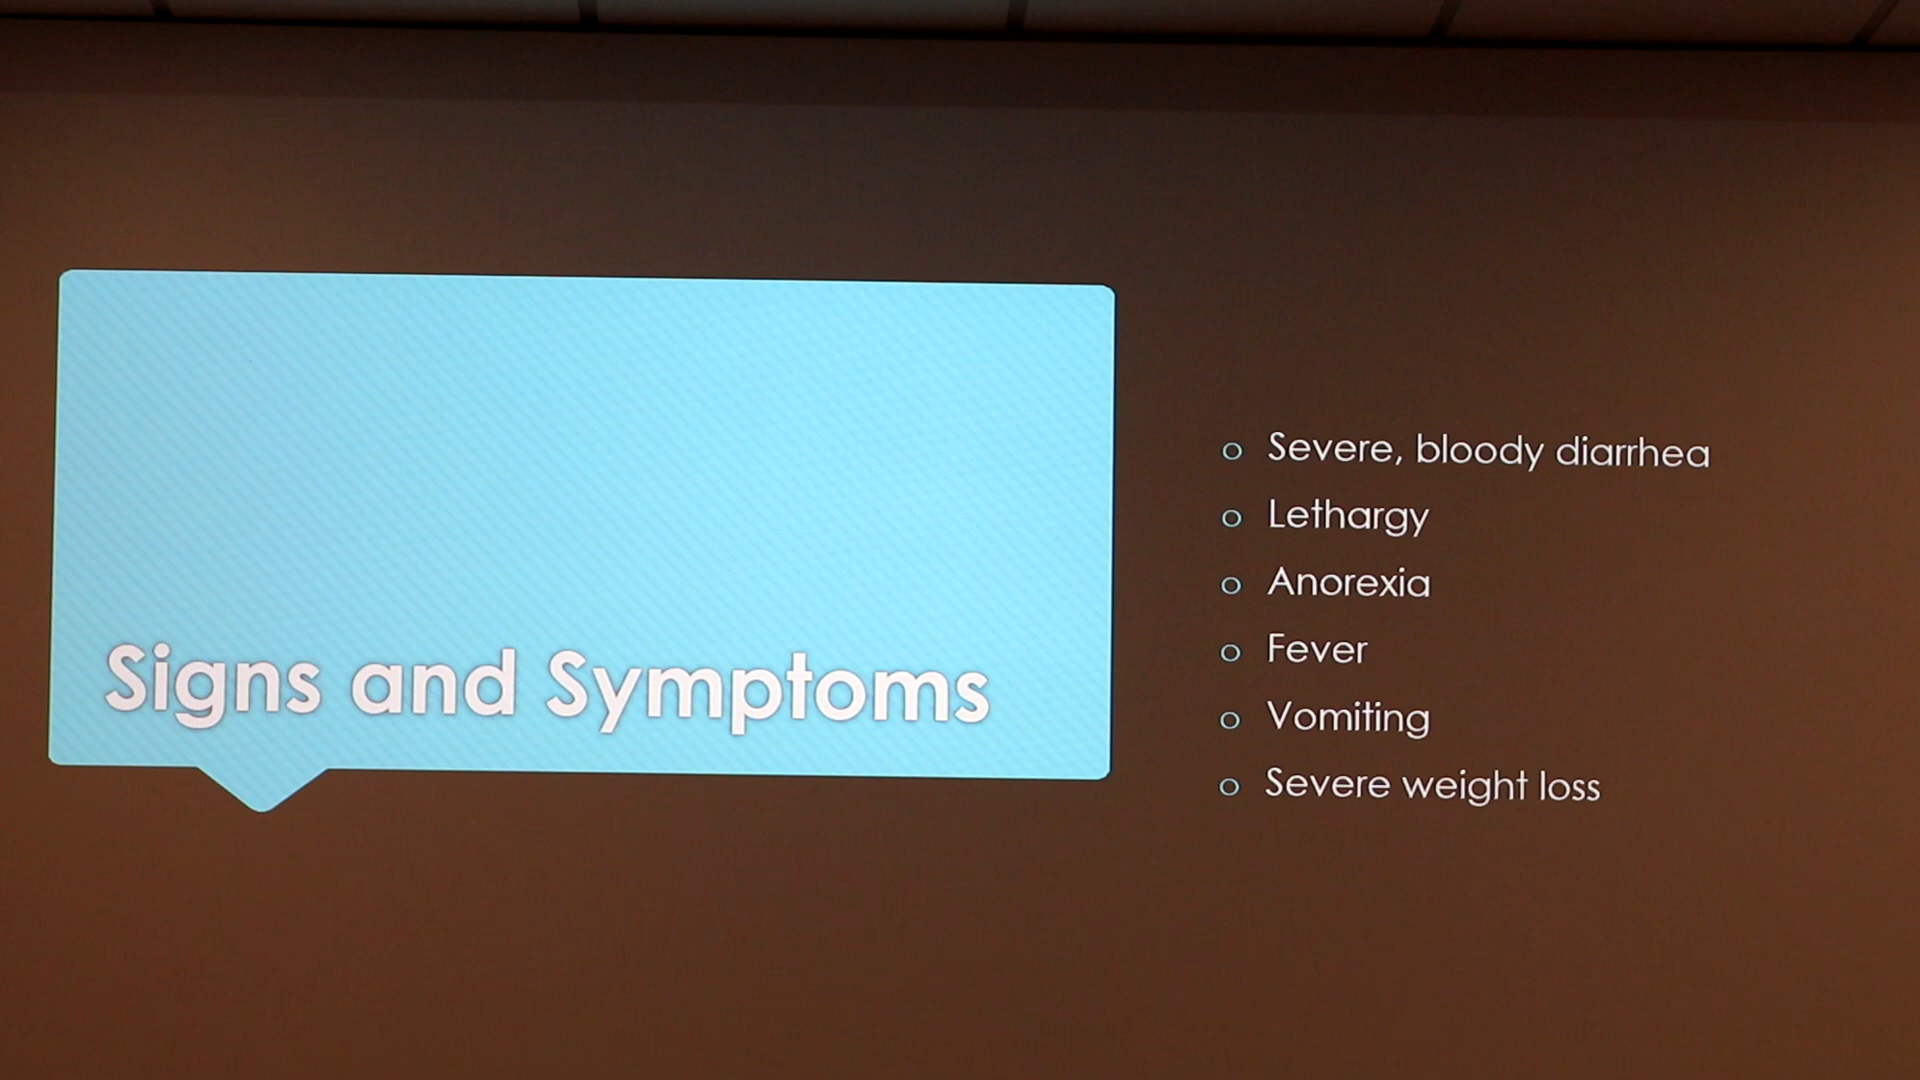 Signs and Symptoms
o Severe, bloody diarrhea
o Lethargy
o Anorexia
o Fever
o Vomiting
o Severe weight loss